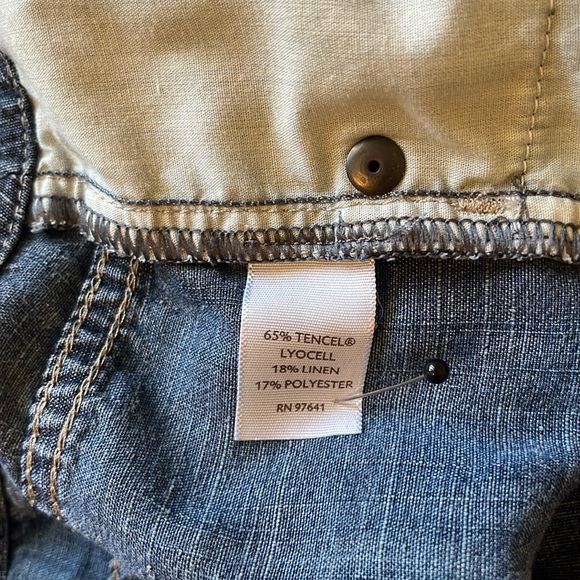 65% TENCEL®
LYOCELL
18% LINEN
17% POLYESTER
RN 97641